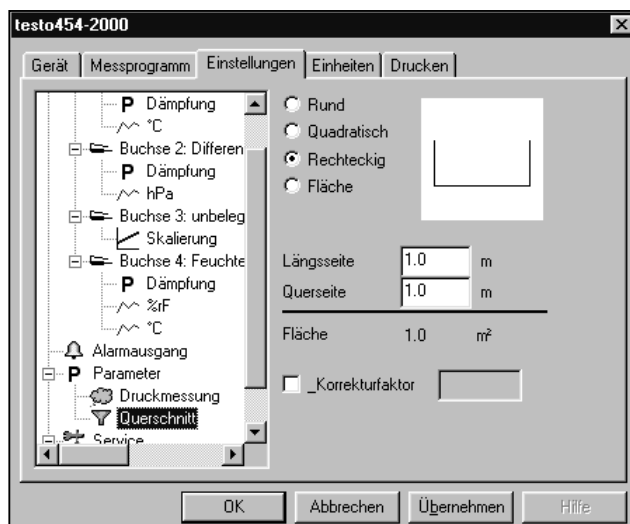 testo454-2000
Gerät Messprogramm Einstellungen Einheiten Drucken
P Dämpfung
°C
Buchse 2: Differen
P Dämpfung
hPa
Buchse 3: unbeleg
Skalierung
Buchse 4: Feuchte
P Dämpfung
%rF
°C
Alarmausgang
P Parameter
Druckmessung
Querschnitt
Service
Rund
Quadratisch
Rechteckig
Fläche
Längsseite 1.0 m
Querseite 1.0 m
Fläche 1.0 m²
_Korrekturfaktor
OK Abbrechen Übernehmen Hilfe